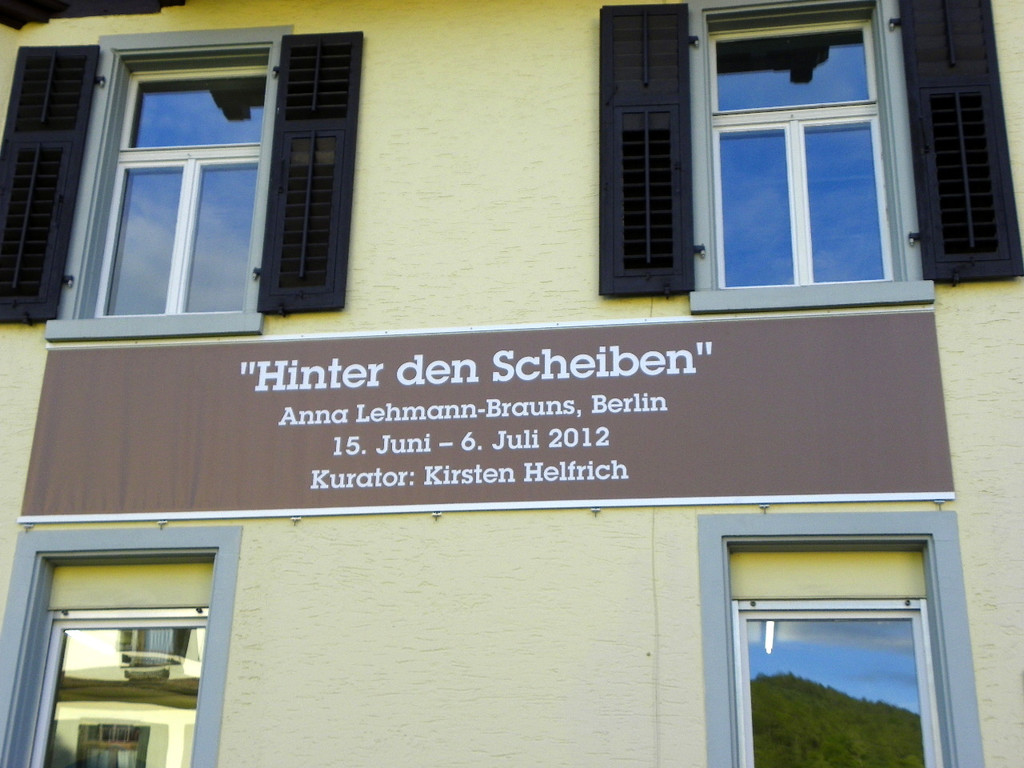 "Hinter den Scheiben"
Anna Lehmann-Brauns, Berlin
15. Juni – 6. Juli 2012
Kurator: Kirsten Helfrich